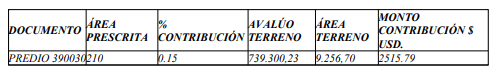 DOCUMENTO ÁREA PRESCRITA % CONTRIBUCIÓN AVALÚO TERRENO ÁREA TERRENO MONTO CONTRIBUCIÓN $ USD.
PREDIO 390030 210 0.15 739.300,23 9.256,70 2515.79